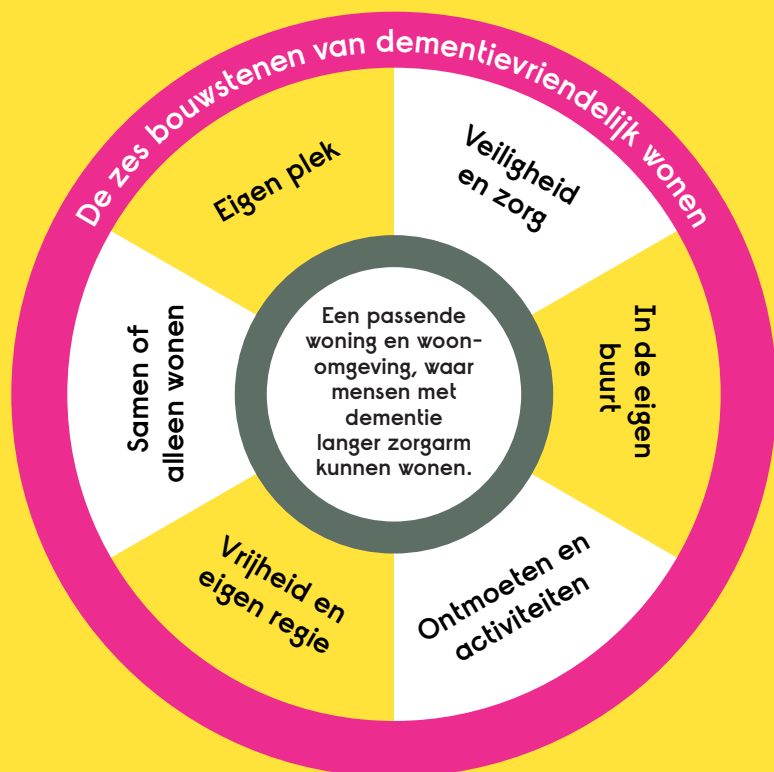 De zes bouwstenen van dementievriendelijk wonen
Eigen plek
Veiligheid
en zorg
In de eigen
buurt
Ontmoeten en
activiteiten
Vrijheid en
eigen regie
Samen of
alleen wonen
Een passende
woning en woon-
omgeving, waar
mensen met
dementie
langer zorgarm
kunnen wonen.